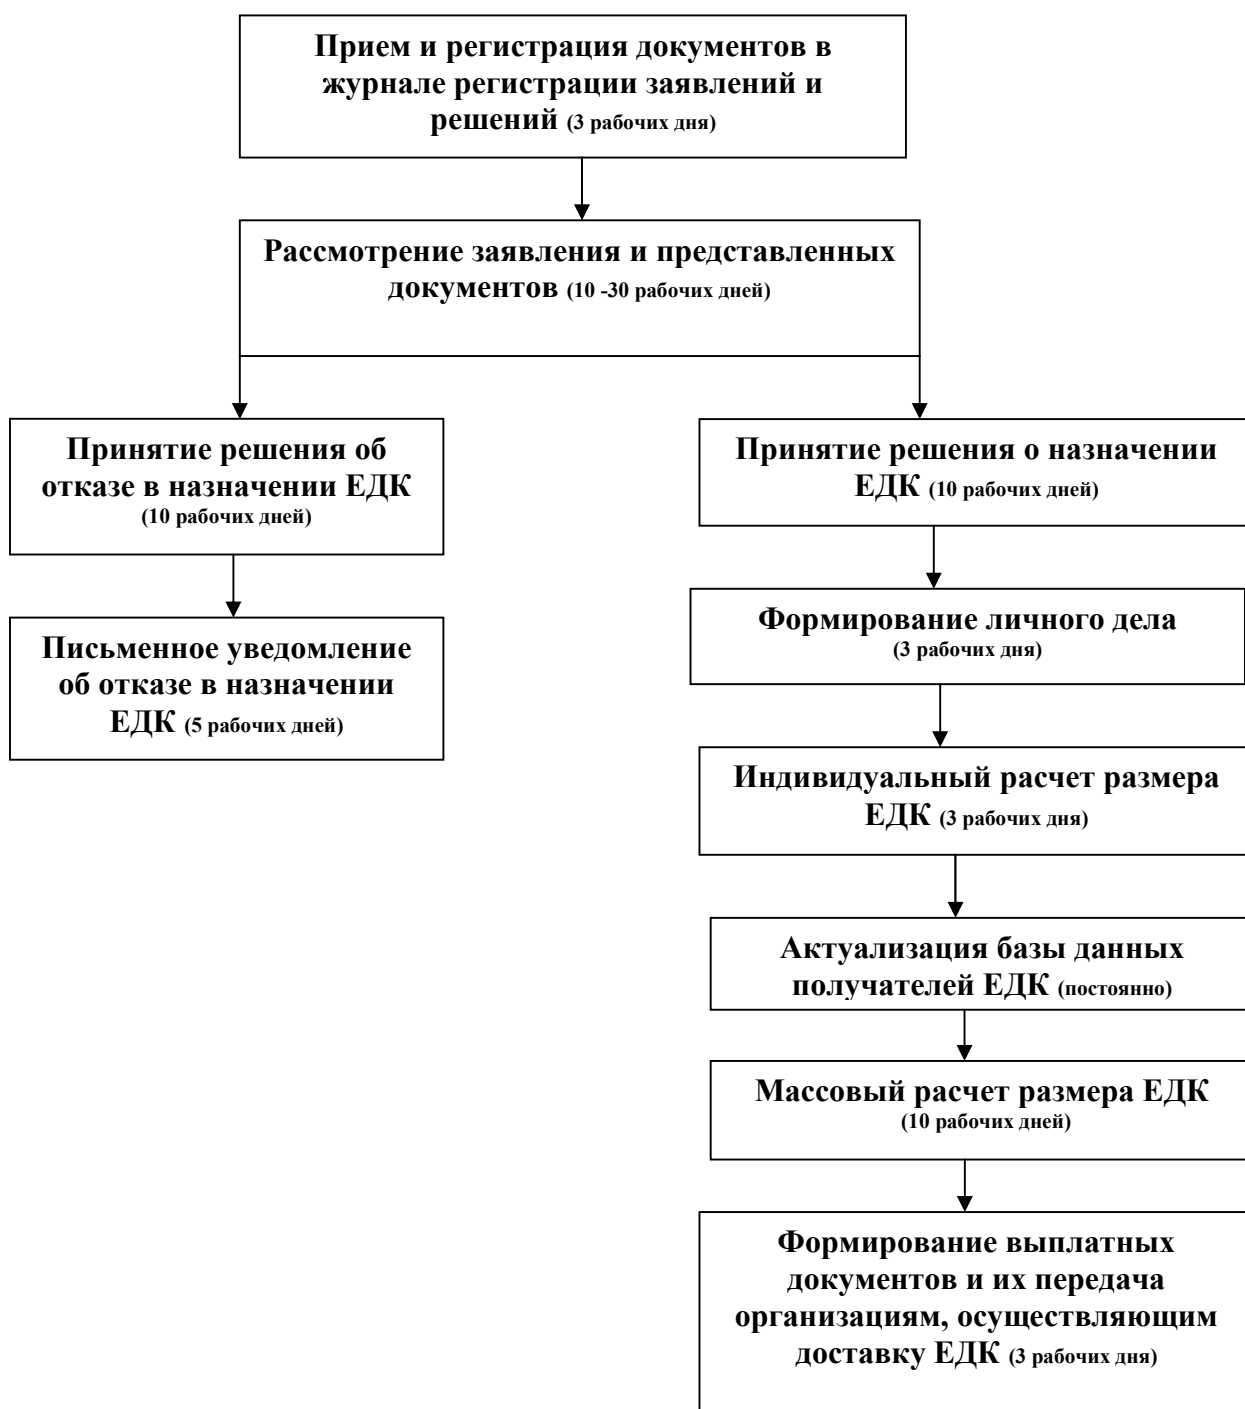 Прием и регистрация документов в
журнале регистрации заявлений и
решений (3 рабочих дня)
Рассмотрение заявления и представленных
документов (10 -30 рабочих дней)
Принятие решения об
отказе в назначении ЕДК
(10 рабочих дней)
Письменное уведомление
об отказе в назначении
ЕДК (5 рабочих дней)
Принятие решения о назначении
ЕДК (10 рабочих дней)
Формирование личного дела
(3 рабочих дня)
Индивидуальный расчет размера
ЕДК (3 рабочих дня)
Актуализация базы данных
получателей ЕДК (постоянно)
Массовый расчет размера ЕДК
(10 рабочих дней)
Формирование выплатных
документов и их передача
организациям, осуществляющим
доставку ЕДК (3 рабочих дня)